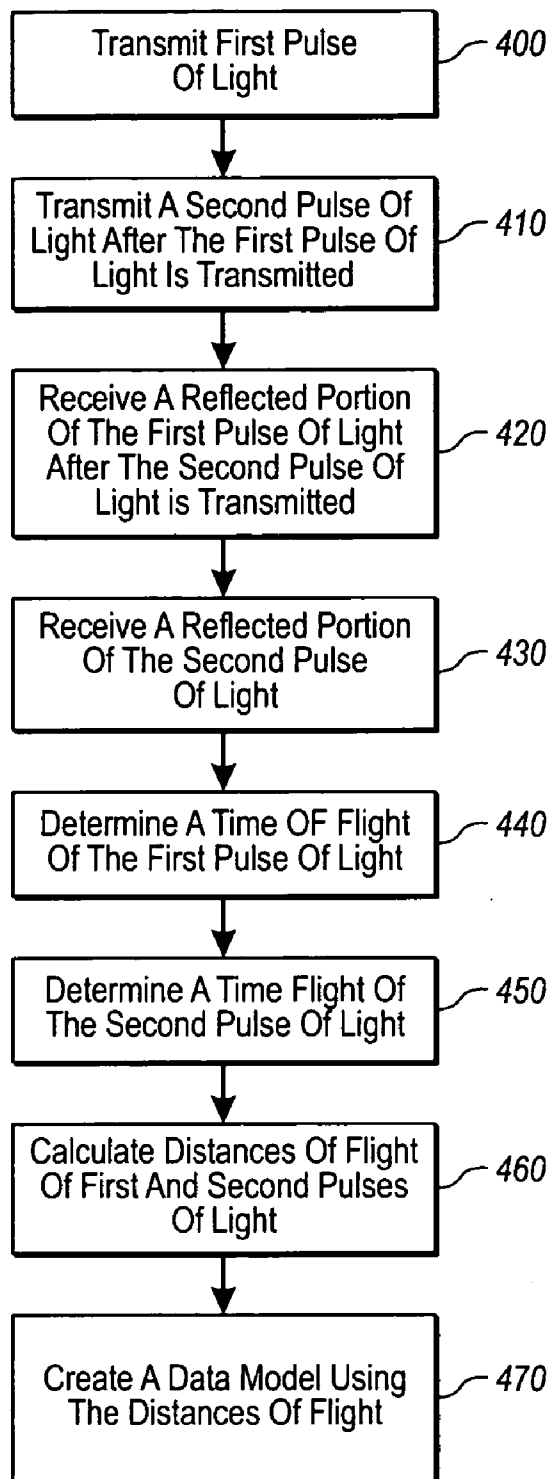 Transmit First Pulse
Of Light
400
Transmit A Second Pulse Of
Light After The First Pulse Of
Light Is Transmitted
410
Receive A Reflected Portion
Of The First Pulse Of Light
After The Second Pulse Of
Light is Transmitted
420
Receive A Reflected Portion
Of The Second Pulse
Of Light
430
Determine A Time OF Flight
Of The First Pulse Of Light
440
Determine A Time Flight Of
The Second Pulse Of Light
450
Calculate Distances Of Flight
Of First And Second Pulses
Of Light
460
Create A Data Model Using
The Distances Of Flight
470